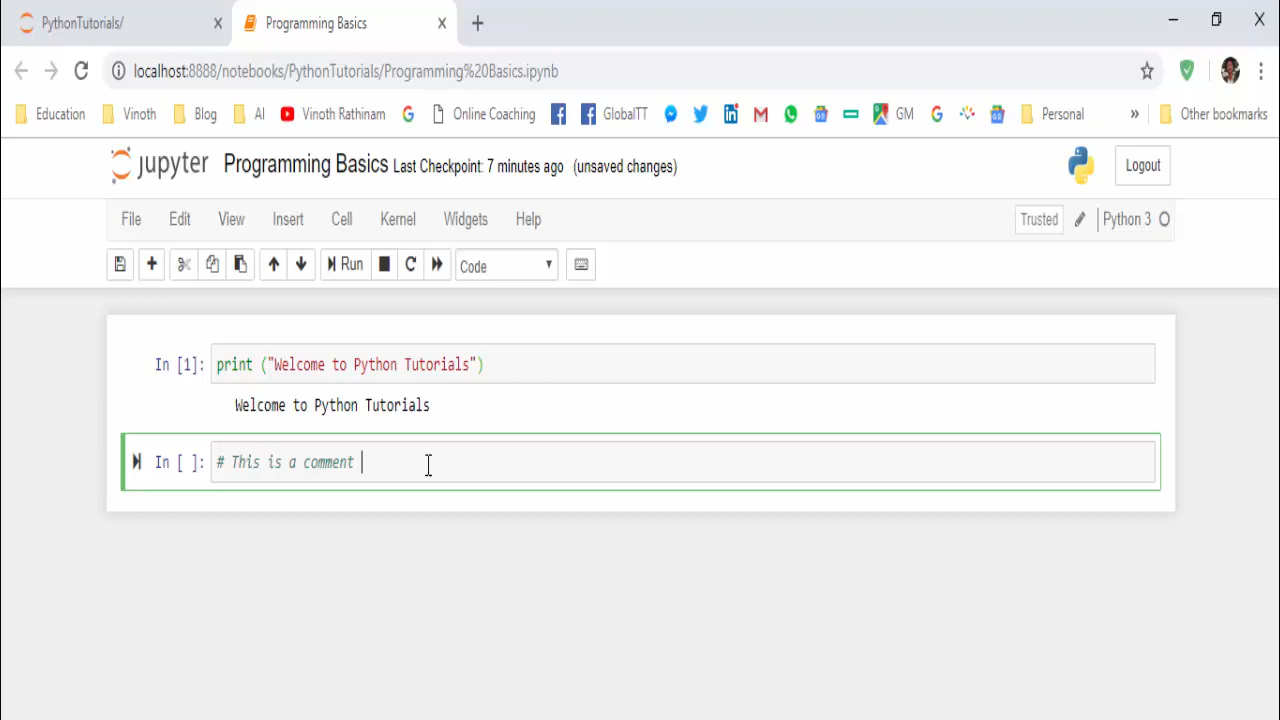 PythonTutorials/
Programming Basics
localhost:8888/notebooks/PythonTutorials/Programming%20Basics.ipynb
Education Vinoth Blog AI Vinoth Rathinam Online Coaching GlobalTT GM Personal » Other bookmarks
jupyter Programming Basics Last Checkpoint: 7 minutes ago (unsaved changes) Logout
File Edit View Insert Cell Kernel Widgets Help Trusted Python 3
Run Code
In [1]: print ("Welcome to Python Tutorials")
Welcome to Python Tutorials
In [ ]: # This is a comment